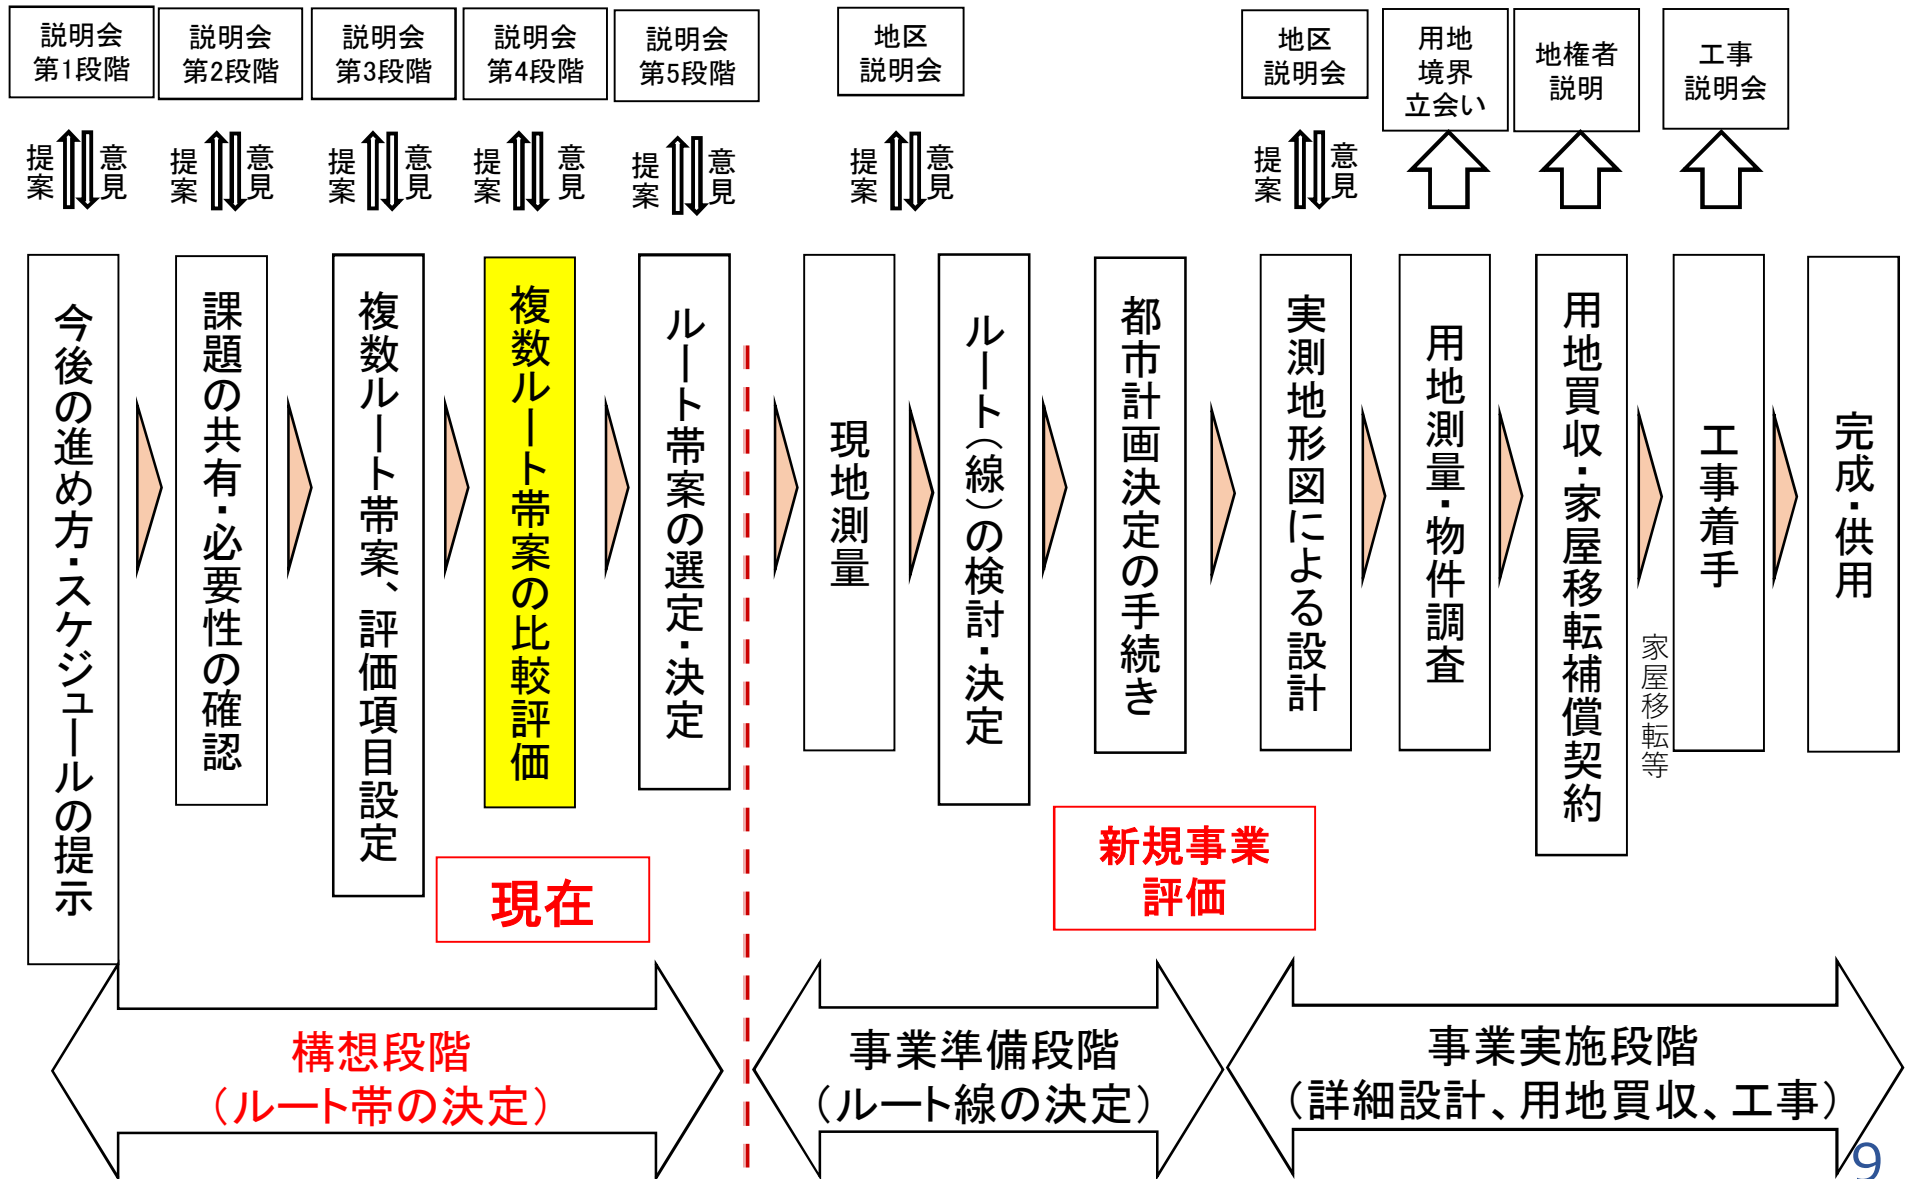 説明会
第1段階
説明会
第2段階
説明会
第3段階
説明会
第4段階
説明会
第5段階
地区
説明会
地区
説明会
用地
境界
立会い
地権者
説明
工事
説明会
提案
意見
提案
意見
提案
意見
提案
意見
提案
意見
提案
意見
提案
意見
今後の進め方・スケジュールの提示
課題の共有・必要性の確認
複数ルート帯案、評価項目設定
複数ルート帯案の比較評価
ルート帯案の選定・決定
現地測量
ルート(線)の検討・決定
都市計画決定の手続き
実測地形図による設計
用地測量・物件調査
用地買収・家屋移転補償契約
家屋移転等
工事着手
完成・供用
現在
新規事業
評価
構想段階
(ルート帯の決定)
事業準備段階
(ルート線の決定)
事業実施段階
(詳細設計、用地買収、工事)
9